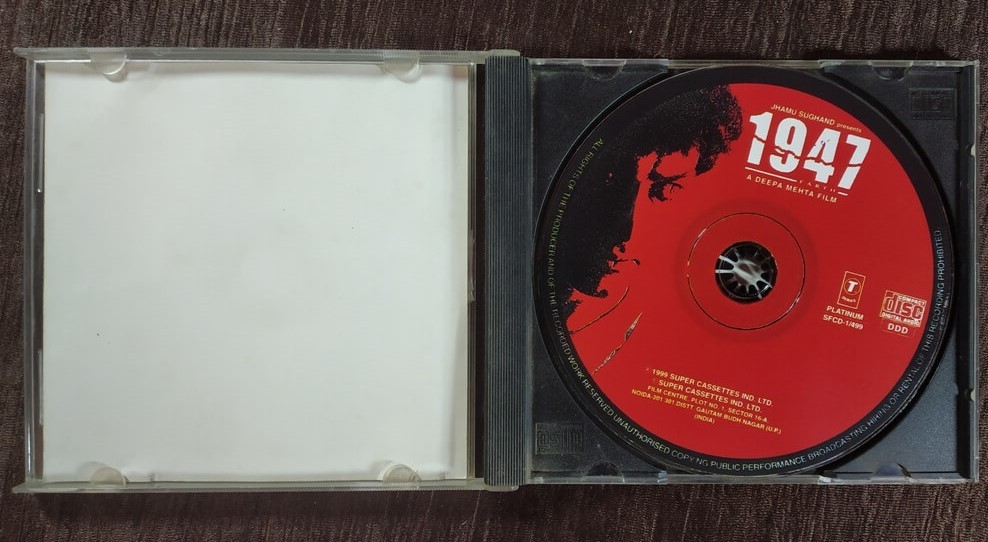 JHAMU SUGHAND presents
1947
EARTH
A DEEPA MEHTA FILM
T
PLATINUM
SFCD-1/499
COMPACT
disc
DIGITAL AUDIO
DDD
℗ 1999 SUPER CASSETTES IND. LTD.
© SUPER CASSETTES IND. LTD.
FILM CENTRE, PLOT NO. 1, SECTOR 16-A
NOIDA-201 301 DISTT. GAUTAM BUDH NAGAR (U.P.)
(INDIA)
ALL RIGHTS OF THE PRODUCER AND OF THE RECORDED WORK RESERVED UNAUTHORISED COPYING PUBLIC PERFORMANCE BROADCASTING HIRING OR RENTAL OF THIS RECORDING PROHIBITED